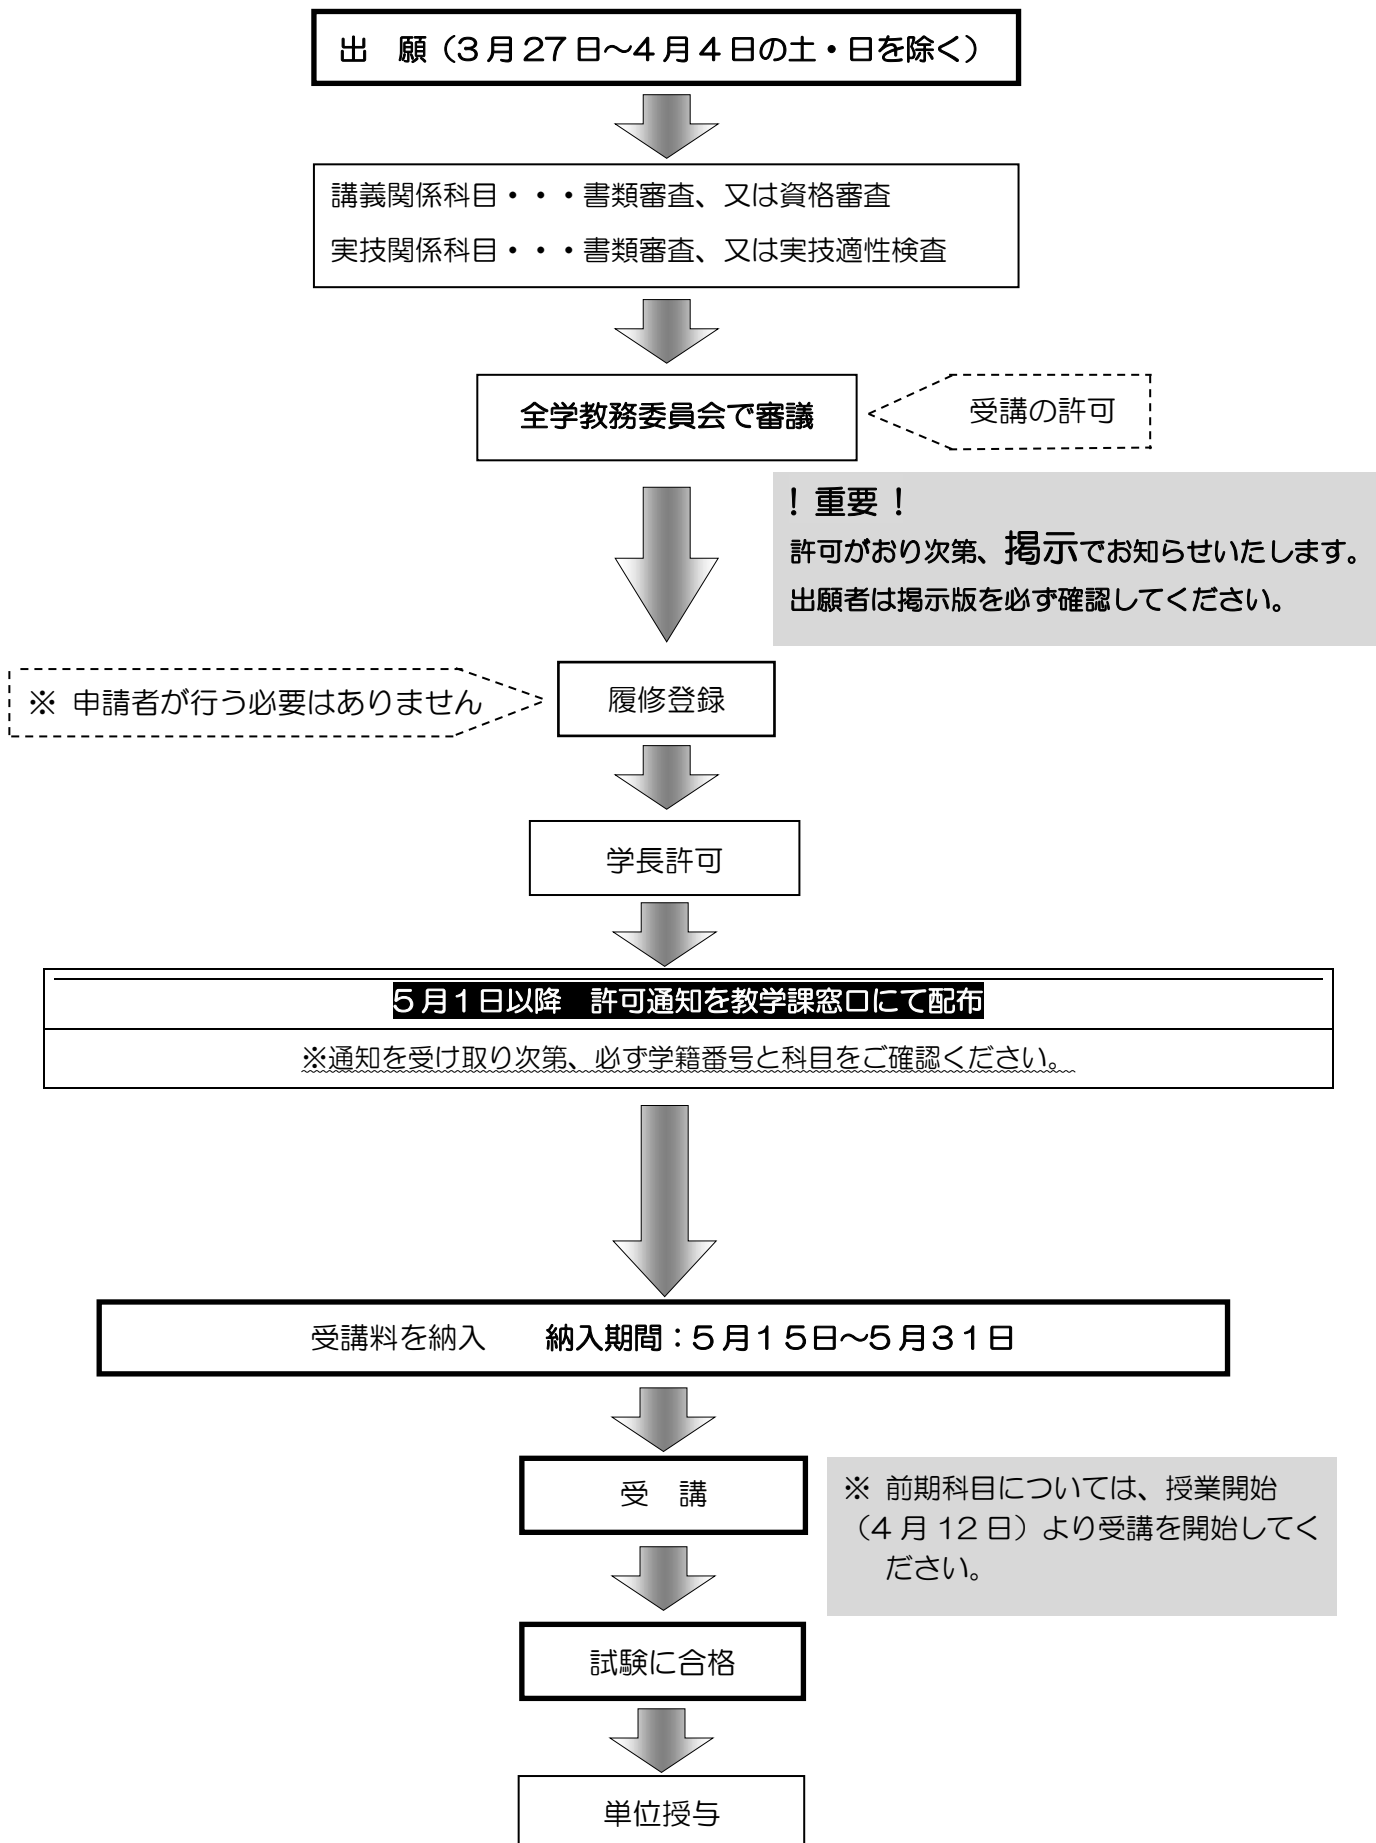 出　願（3月27日～4月4日の土・日を除く）
講義関係科目・・・書類審査、又は資格審査
実技関係科目・・・書類審査、又は実技適性検査
全学教務委員会で審議
受講の許可
！重要！
許可がおり次第、掲示でお知らせいたします。
出願者は掲示版を必ず確認してください。
※ 申請者が行う必要はありません
履修登録
学長許可
５月１日以降　許可通知を教学課窓口にて配布
※通知を受け取り次第、必ず学籍番号と科目をご確認ください。
受講料を納入　　納入期間：５月１５日～５月３１日
受　講
※ 前期科目については、授業開始
（4月12日）より受講を開始してく
ださい。
試験に合格
単位授与